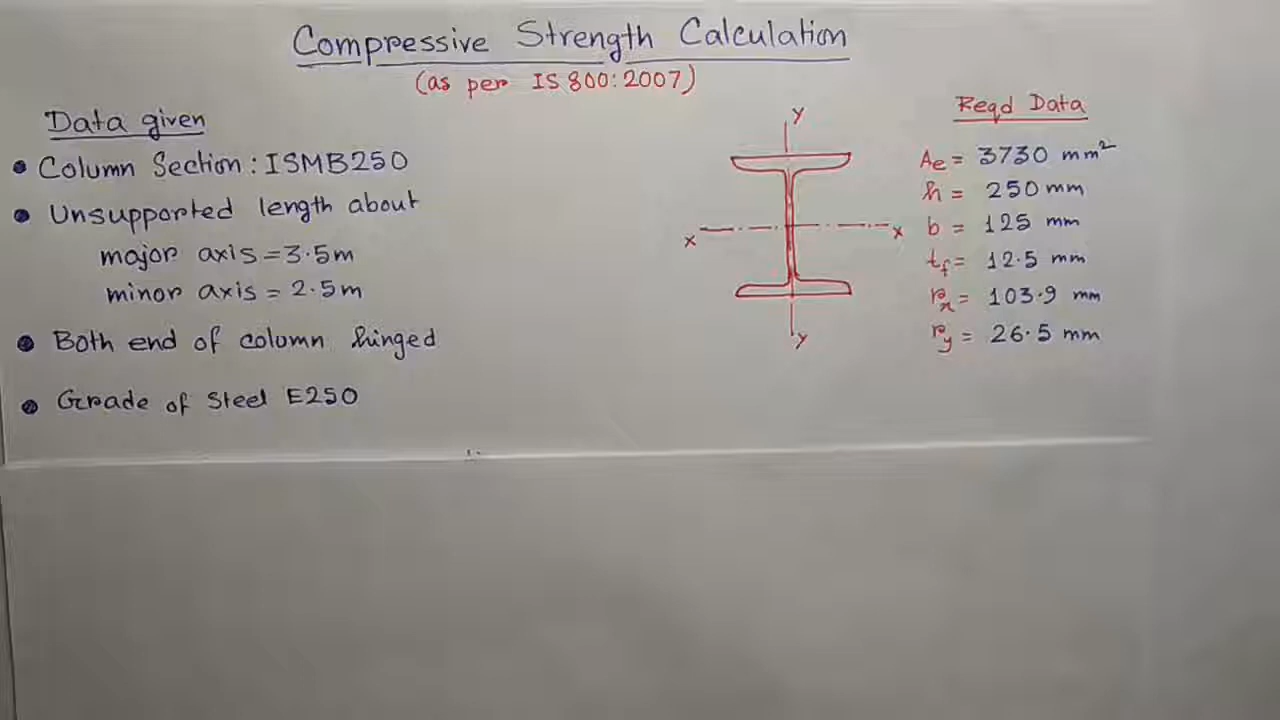 Compressive Strength Calculation
(as per IS 800:2007)
Data given
• Column Section: ISMB250
• Unsupported length about
major axis = 3.5m
minor axis = 2.5m
• Both end of column hinged
• Grade of Steel E250
Y
X
X
Y
Reqd Data
Ae = 3730 mm²
h = 250 mm
b = 125 mm
tf = 12.5 mm
rx = 103.9 mm
ry = 26.5 mm